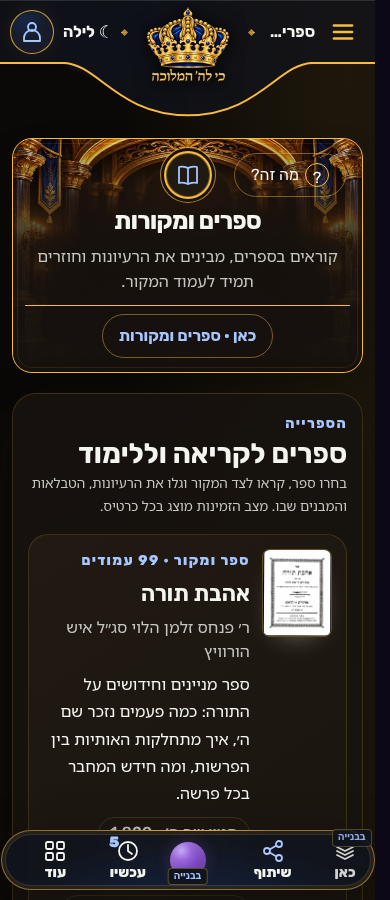 ספרי...
☾ לילה
כי לה׳ המלוכה
? מה זה?
ספרים ומקורות
קוראים בספרים, מבינים את הרעיונות וחוזרים
תמיד לעמוד המקור.
כאן • ספרים ומקורות
הספרייה
ספרים לקריאה וללימוד
בחרו ספר, קראו לצד המקור וגלו את הרעיונות, הטבלאות
והמבנים שבו. מצב הזמינות מוצג בכל כרטיס.
ספר ומקור • 99 עמודים
אהבת תורה
ר׳ פנחס זלמן הלוי סג״ל איש
הורוויץ
ספר מניינים וחידושים על
התורה: כמה פעמים נזכר שם
ה׳, איך מתחלקות האותיות בין
הפרשות, ומה חידש המחבר
בכל פרשה.
בבנייה
כאן
שיתוף
בבנייה
5
עכשיו
עוד